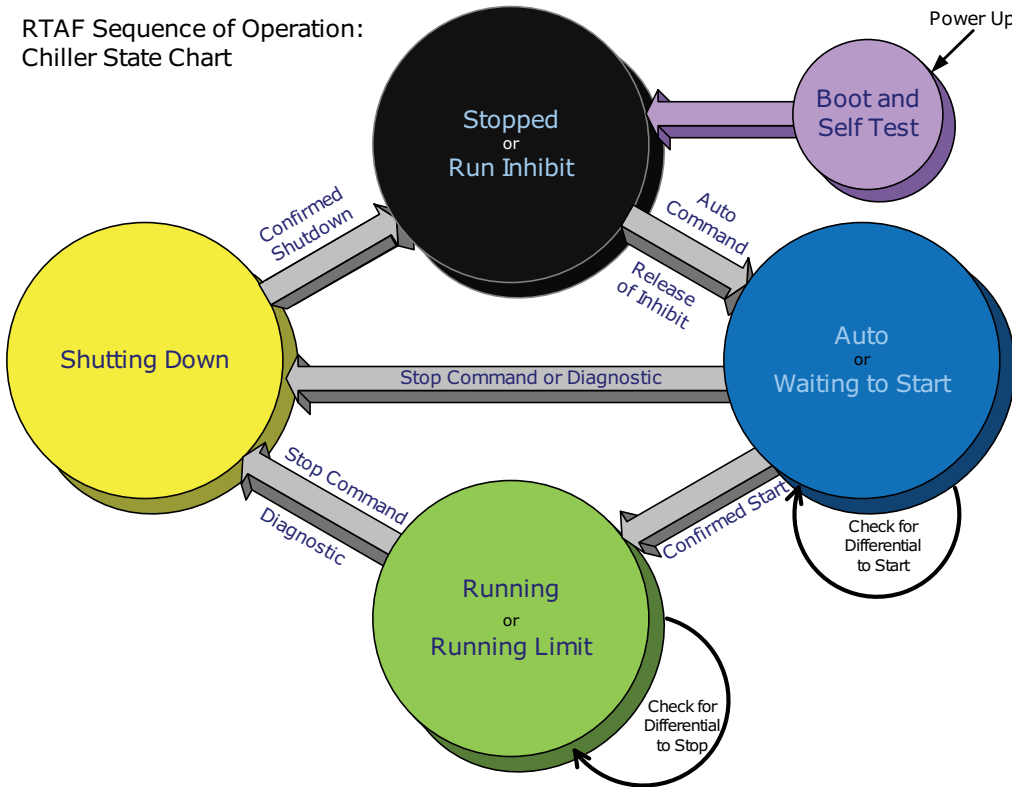 RTAF Sequence of Operation:
Chiller State Chart
Power Up
Boot and
Self Test
Stopped
or
Run Inhibit
Confirmed
Shutdown
Auto
Command
Release
of Inhibit
Shutting Down
Stop Command or Diagnostic
Auto
or
Waiting to Start
Stop Command
Diagnostic
Confirmed Start
Check for
Differential
to Start
Running
or
Running Limit
Check for
Differential
to Stop